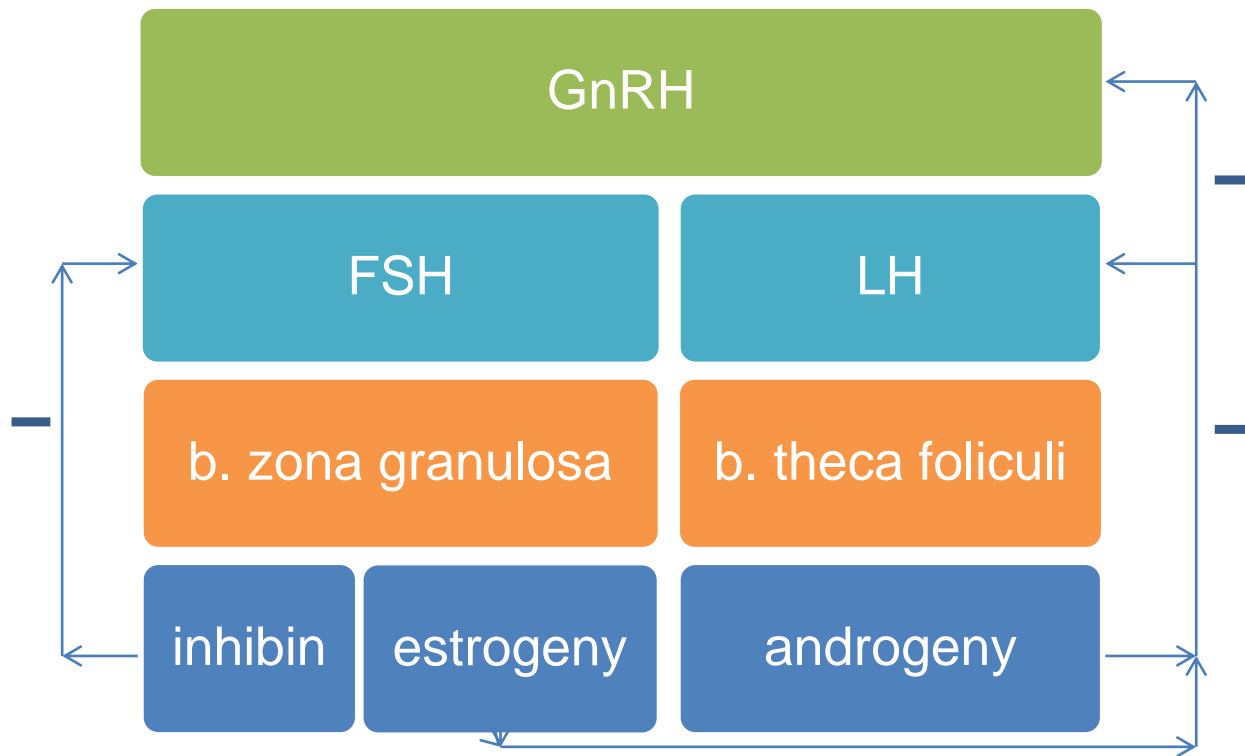 GnRH
FSH
LH
b. zona granulosa
b. theca foliculi
inhibin
estrogeny
androgeny